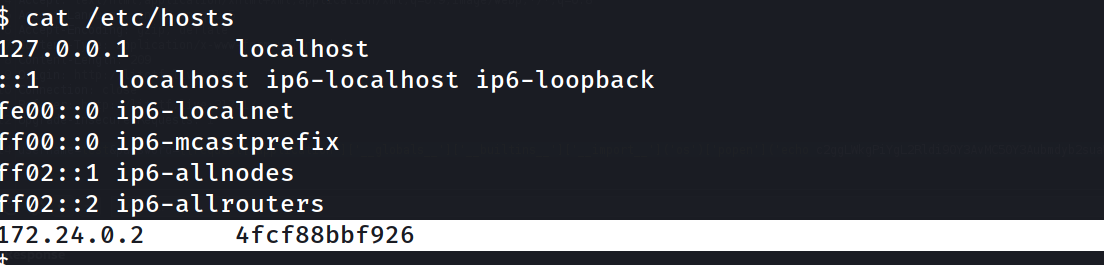 $ cat /etc/hosts
127.0.0.1 localhost
::1 localhost ip6-localhost ip6-loopback
fe00::0 ip6-localnet
ff00::0 ip6-mcastprefix
ff02::1 ip6-allnodes
ff02::2 ip6-allrouters
172.24.0.2 4fcf88bbf926
$